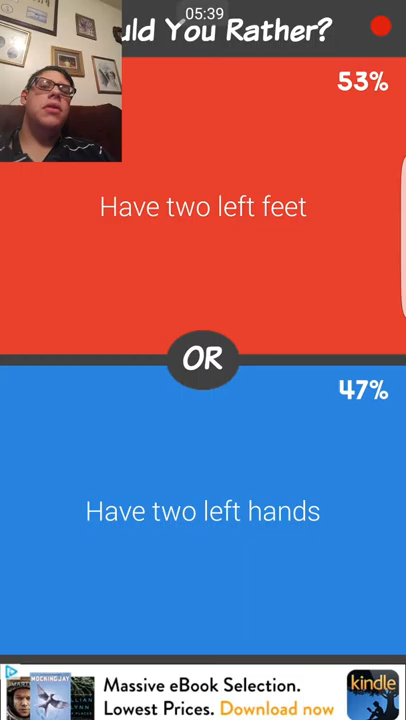 05:39
uld You Rather?
53%
Have two left feet
OR
47%
Have two left hands
MOCKINGJAY
Massive eBook Selection.
Lowest Prices. Download now
kindle